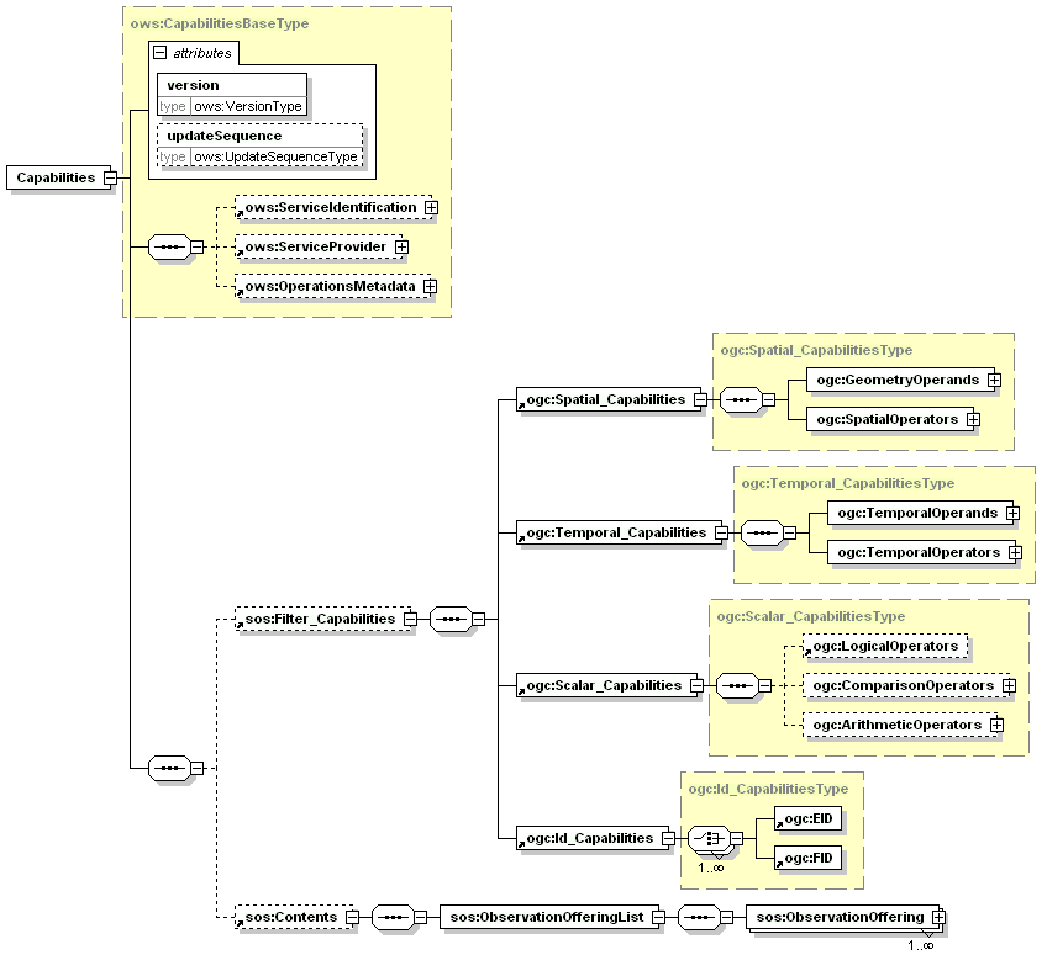 ows:CapabilitiesBaseType
attributes
version
type ows:VersionType
updateSequence
type ows:UpdateSequenceType
Capabilities
ows:ServiceIdentification
ows:ServiceProvider
ows:OperationsMetadata
ogc:Spatial_CapabilitiesType
ogc:Spatial_Capabilities
ogc:GeometryOperands
ogc:SpatialOperators
ogc:Temporal_CapabilitiesType
ogc:Temporal_Capabilities
ogc:TemporalOperands
ogc:TemporalOperators
sos:Filter_Capabilities
ogc:Scalar_CapabilitiesType
ogc:Scalar_Capabilities
ogc:LogicalOperators
ogc:ComparisonOperators
ogc:ArithmeticOperators
ogc:Id_CapabilitiesType
ogc:Id_Capabilities
ogc:EID
ogc:FID
1..∞
sos:Contents
sos:ObservationOfferingList
sos:ObservationOffering
1..∞